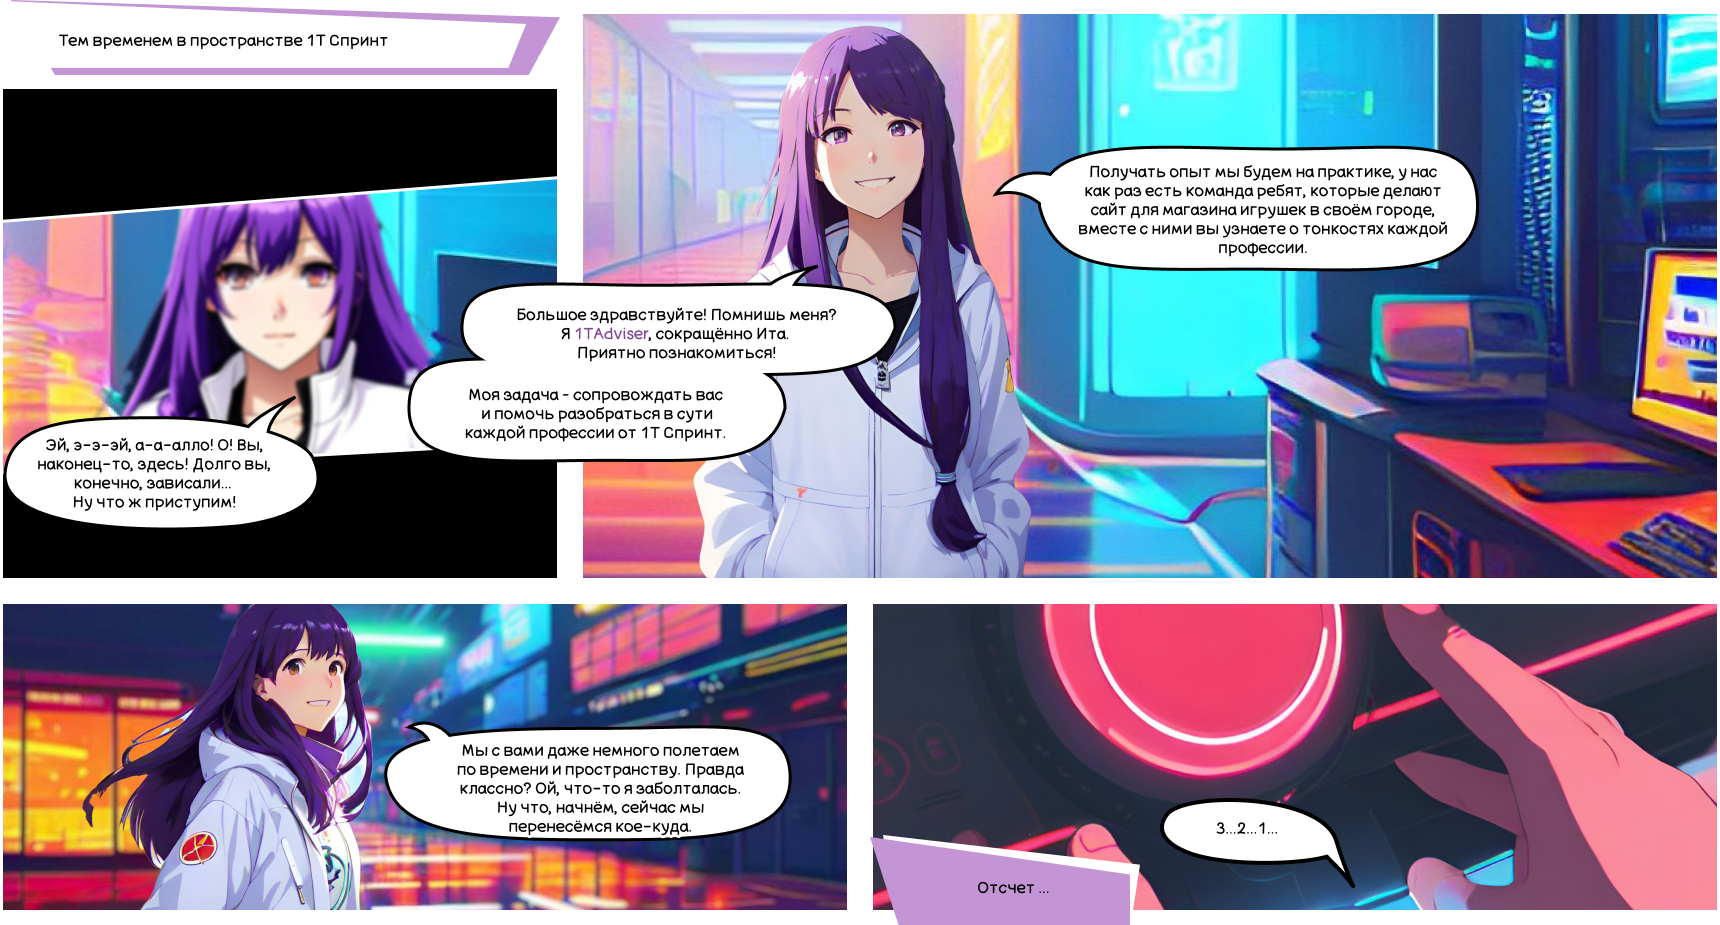 Тем временем в пространстве 1Т Спринт
Эй, э-э-эй, а-а-алло! О! Вы,
наконец-то, здесь! Долго вы,
конечно, зависали...
Ну что ж приступим!
Большое здравствуйте! Помнишь меня?
Я 1TAdviser, сокращённо Ита.
Приятно познакомиться!
Моя задача - сопровождать вас
и помочь разобраться в сути
каждой профессии от 1Т Спринт.
Получать опыт мы будем на практике, у нас
как раз есть команда ребят, которые делают
сайт для магазина игрушек в своём городе,
вместе с ними вы узнаете о тонкостях каждой
профессии.
Мы с вами даже немного полетаем
по времени и пространству. Правда
классно? Ой, что-то я заболталась.
Ну что, начнём, сейчас мы
перенесёмся кое-куда.
3...2...1...
Отсчет ...